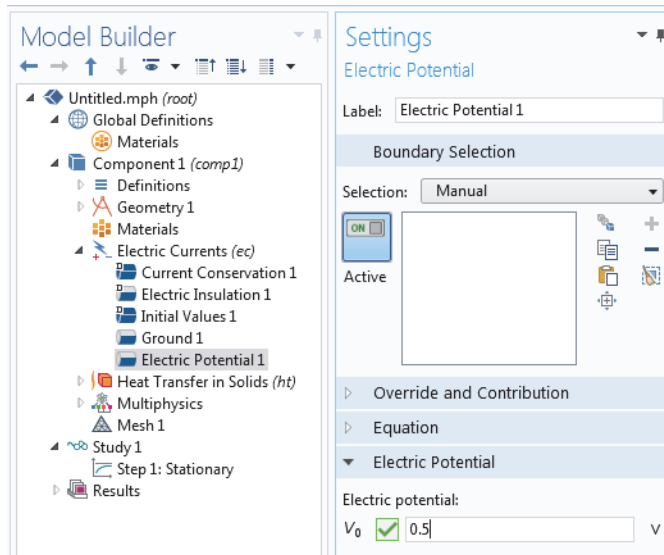 Model Builder
Untitled.mph (root)
Global Definitions
Materials
Component 1 (comp1)
Definitions
Geometry 1
Materials
Electric Currents (ec)
Current Conservation 1
Electric Insulation 1
Initial Values 1
Ground 1
Electric Potential 1
Heat Transfer in Solids (ht)
Multiphysics
Mesh 1
Study 1
Step 1: Stationary
Results
Settings
Electric Potential
Label: Electric Potential 1
Boundary Selection
Selection: Manual
ON
Active
Override and Contribution
Equation
Electric Potential
Electric potential:
V₀ 0.5 V